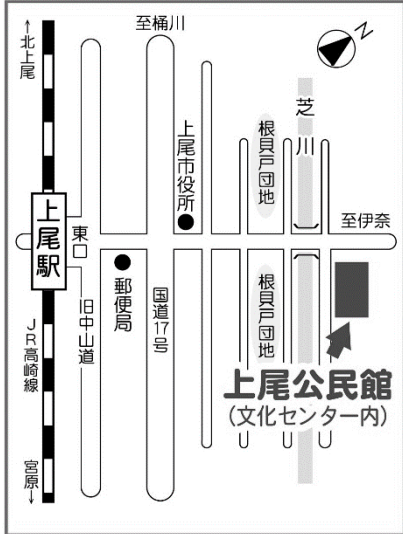 至桶川
N
←北上尾
芝川
上尾市役所
根貝戸団地
至伊奈
上尾駅
東口
郵便局
国道17号
旧中山道
根貝戸団地
JR高崎線
上尾公民館
(文化センター内)
宮原→